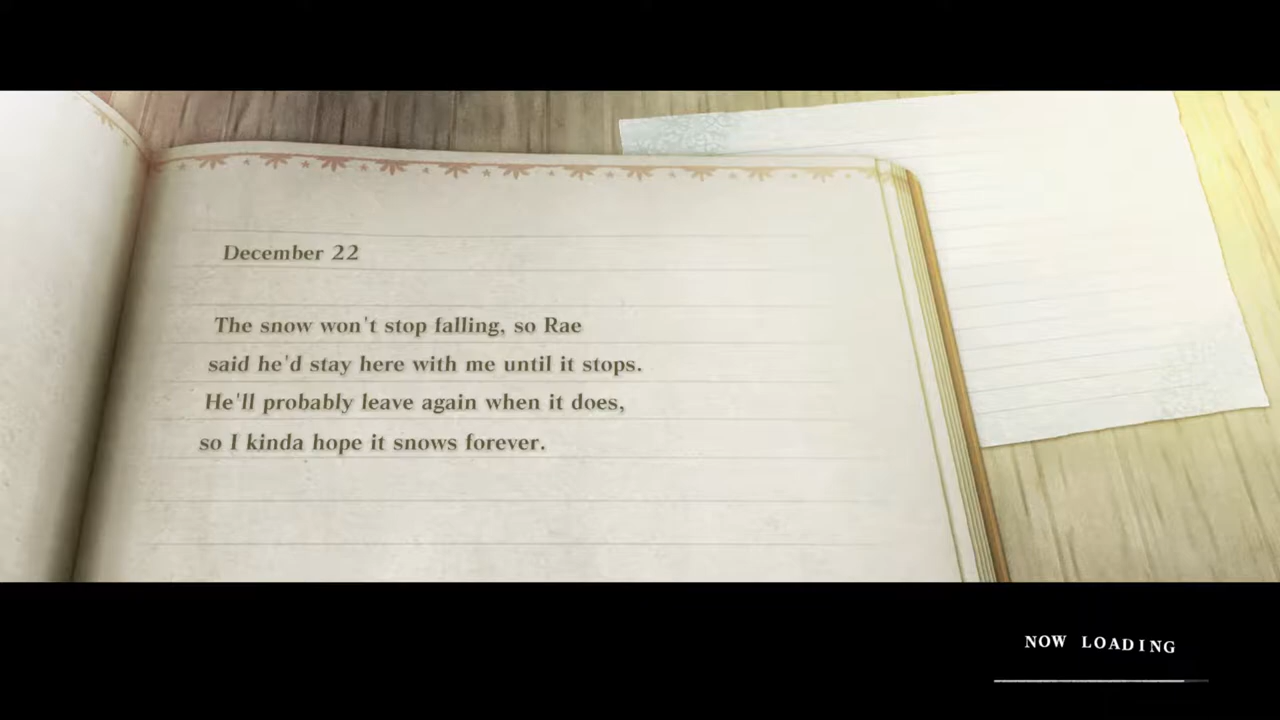 December 22
The snow won't stop falling, so Rae
said he'd stay here with me until it stops.
He'll probably leave again when it does,
so I kinda hope it snows forever.
NOW LOADING